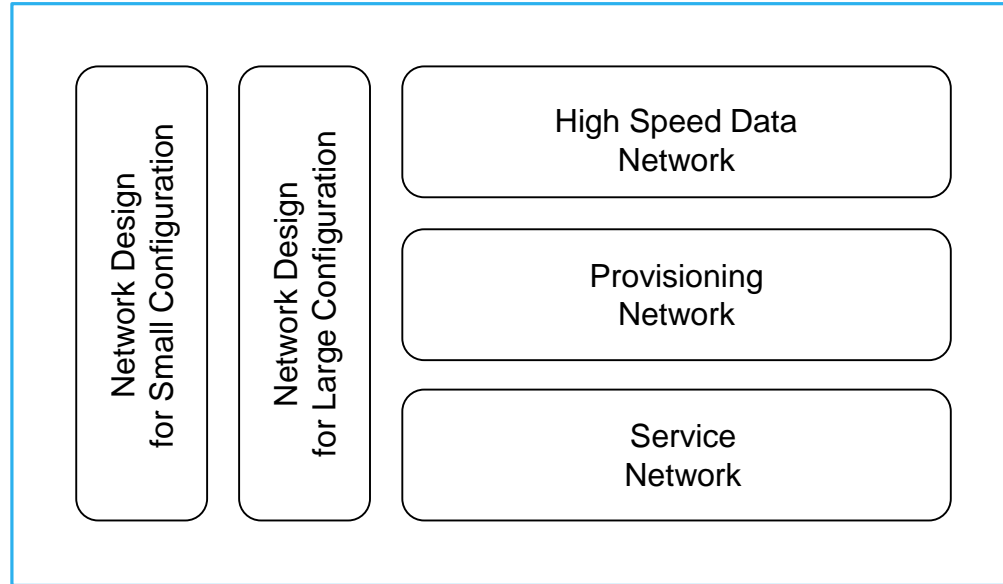 Network Design
for Small Configuration
Network Design
for Large Configuration
High Speed Data
Network
Provisioning
Network
Service
Network